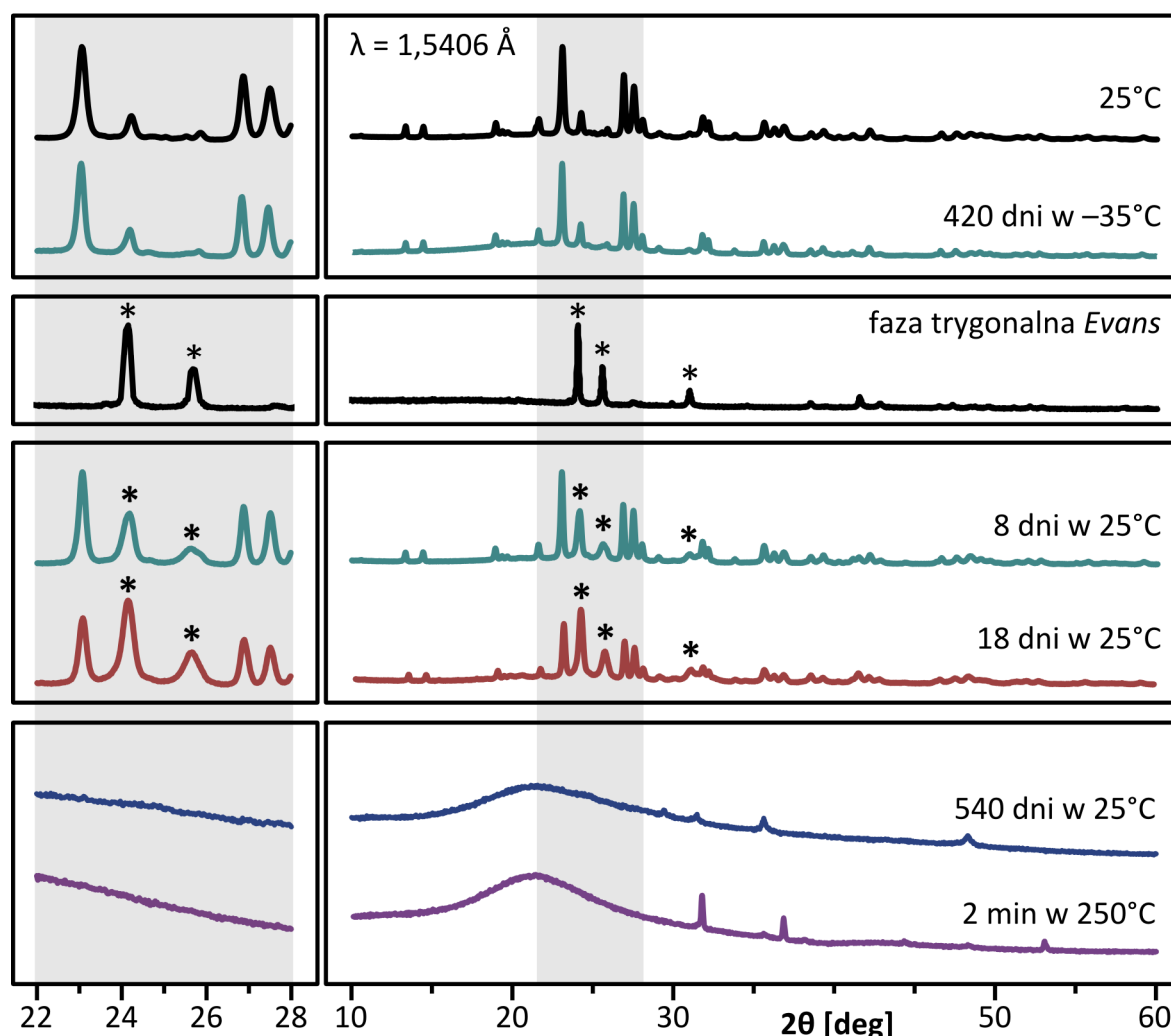 λ = 1,5406 Å
25°C
420 dni w –35°C
faza trygonalna Evans
* *
* * *
8 dni w 25°C
* *
* * *
18 dni w 25°C
* *
* * *
540 dni w 25°C
2 min w 250°C
22 24 26 28 10 20 30 50 60
2θ [deg]